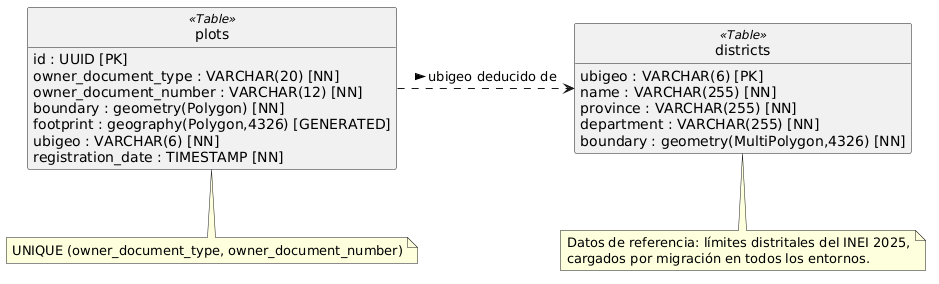 «Table»
plots
id : UUID [PK]
owner_document_type : VARCHAR(20) [NN]
owner_document_number : VARCHAR(12) [NN]
boundary : geometry(Polygon) [NN]
footprint : geography(Polygon,4326) [GENERATED]
ubigeo : VARCHAR(6) [NN]
registration_date : TIMESTAMP [NN]
ubigeo deducido de
«Table»
districts
ubigeo : VARCHAR(6) [PK]
name : VARCHAR(255) [NN]
province : VARCHAR(255) [NN]
department : VARCHAR(255) [NN]
boundary : geometry(MultiPolygon,4326) [NN]
UNIQUE (owner_document_type, owner_document_number)
Datos de referencia: límites distritales del INEI 2025,
cargados por migración en todos los entornos.